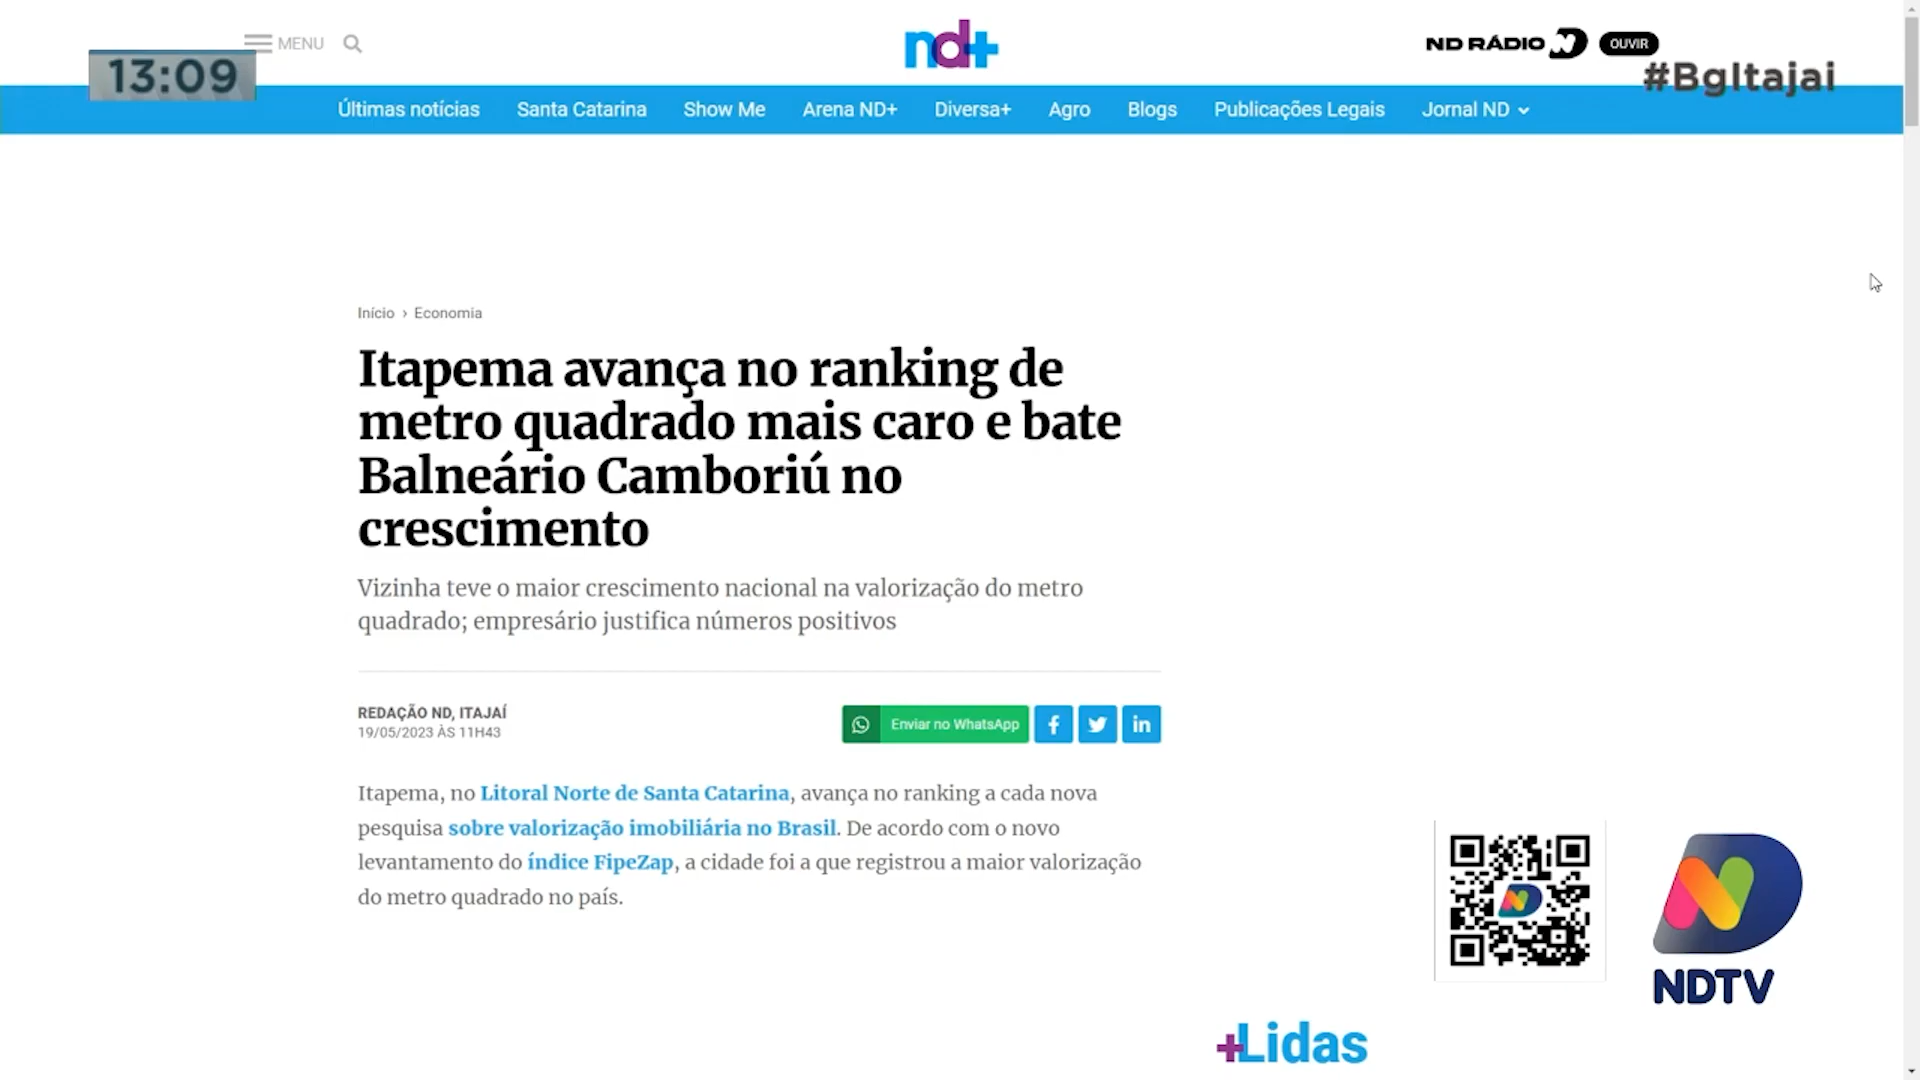 MENU
nd+
ND RÁDIO
OUVIR
13:09
#BgItajai
Últimas notícias
Santa Catarina
Show Me
Arena ND+
Diversa+
Agro
Blogs
Publicações Legais
Jornal ND
Início › Economia
Itapema avança no ranking de
metro quadrado mais caro e bate
Balneário Camboriú no
crescimento
Vizinha teve o maior crescimento nacional na valorização do metro
quadrado; empresário justifica números positivos
REDAÇÃO ND, ITAJAÍ
19/05/2023 ÀS 11H43
Enviar no WhatsApp
Itapema, no Litoral Norte de Santa Catarina, avança no ranking a cada nova
pesquisa sobre valorização imobiliária no Brasil. De acordo com o novo
levantamento do índice FipeZap, a cidade foi a que registrou a maior valorização
do metro quadrado no país.
NDTV
+Lidas